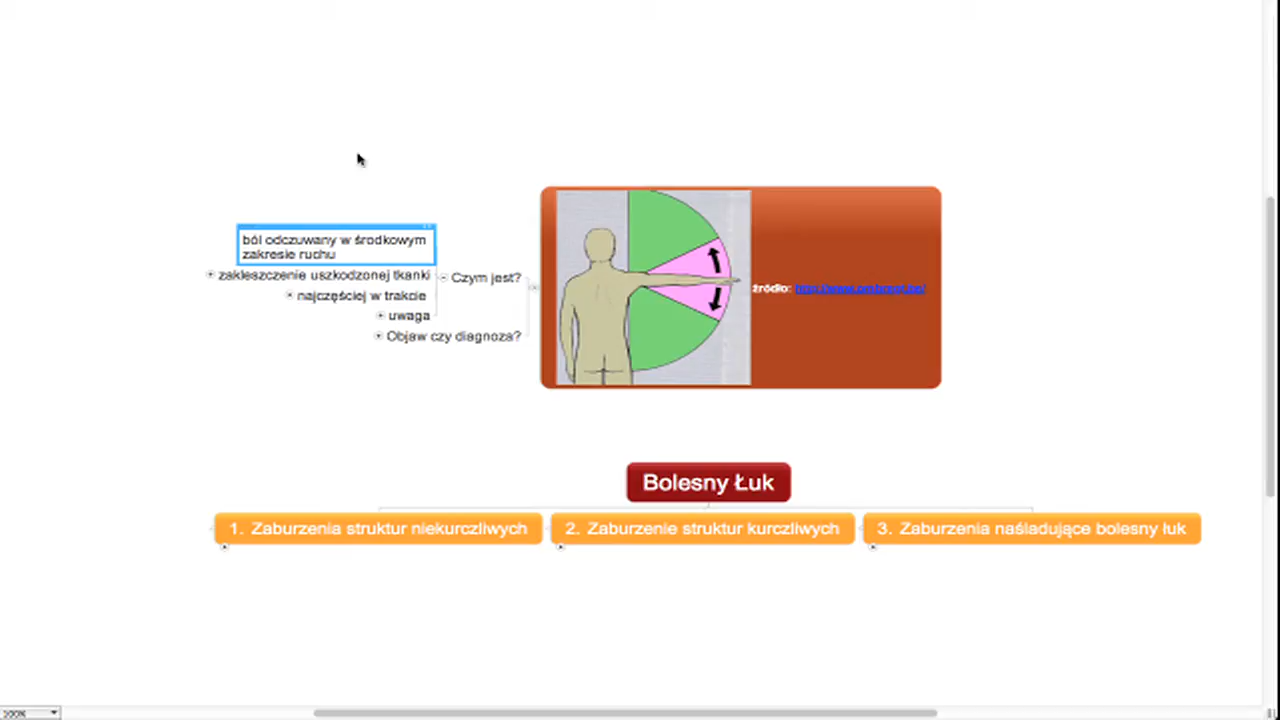 ból odczuwany w środkowym
zakresie ruchu
zakleszczenie uszkodzonej tkanki
Czym jest?
najczęściej w trakcie
uwaga
Objaw czy diagnoza?
źródło:
Bolesny Łuk
1. Zaburzenia struktur niekurczliwych
2. Zaburzenie struktur kurczliwych
3. Zaburzenia naśladujące bolesny łuk
100%